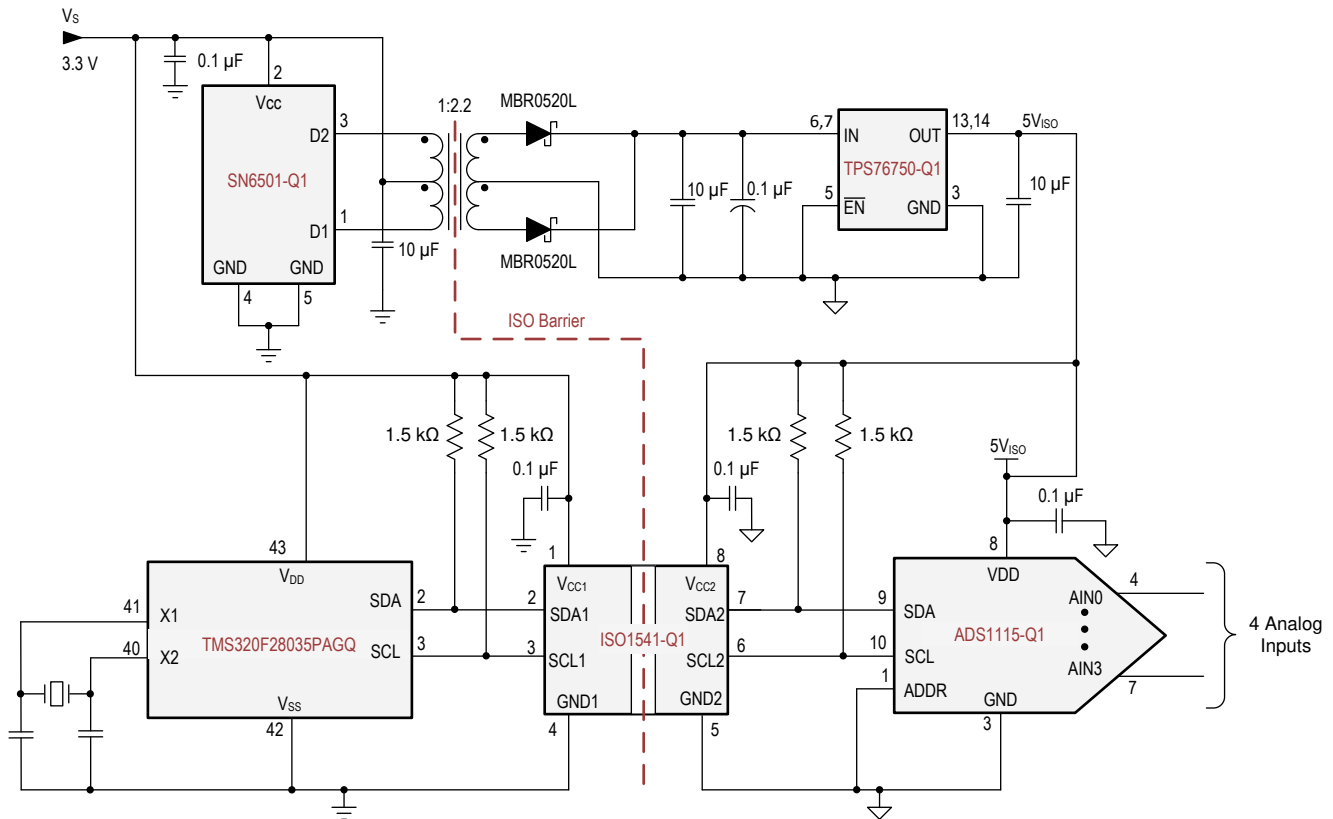 VS
3.3 V
0.1 µF
2
Vcc
D2
3
SN6501-Q1
D1
1
GND
GND
4
5
10 µF
1:2.2
MBR0520L
MBR0520L
10 µF
0.1 µF
6,7
IN
OUT
13,14
TPS76750-Q1
5
EN
GND
3
5VISO
10 µF
ISO Barrier
1.5 kΩ
1.5 kΩ
0.1 µF
1.5 kΩ
1.5 kΩ
0.1 µF
5VISO
0.1 µF
43
VDD
41
X1
40
X2
TMS320F28035PAGQ
SDA
2
SCL
3
VSS
42
1
VCC1
2
SDA1
3
SCL1
GND1
4
ISO1541-Q1
8
VCC2
SDA2
7
SCL2
6
GND2
5
8
VDD
9
SDA
10
SCL
1
ADDR
GND
3
ADS1115-Q1
AIN0
4
AIN3
7
4 Analog
Inputs